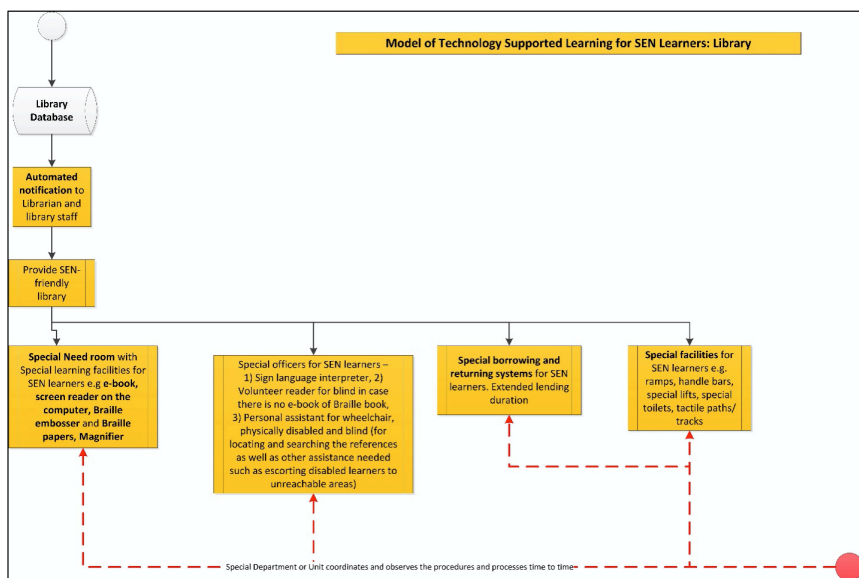 Model of Technology Supported Learning for SEN Learners: Library
Library
Database
Automated
notification to
Librarian and
library staff
Provide SEN-
friendly
library
Special Need room with
Special learning facilities for
SEN learners e.g e-book,
screen reader on the
computer, Braille
embosser and Braille
papers, Magnifier
Special officers for SEN learners –
1) Sign language interpreter, 2)
Volunteer reader for blind in case
there is no e-book of Braille book,
3) Personal assistant for wheelchair,
physically disabled and blind (for
locating and searching the references
as well as other assistance needed
such as escorting disabled learners to
unreachable areas)
Special borrowing and
returning systems for SEN
learners. Extended lending
duration
Special facilities for
SEN learners e.g.
ramps, handle bars,
special lifts, special
toilets, tactile paths/
tracks
Special Department or Unit coordinates and observes the procedures and processes time to time